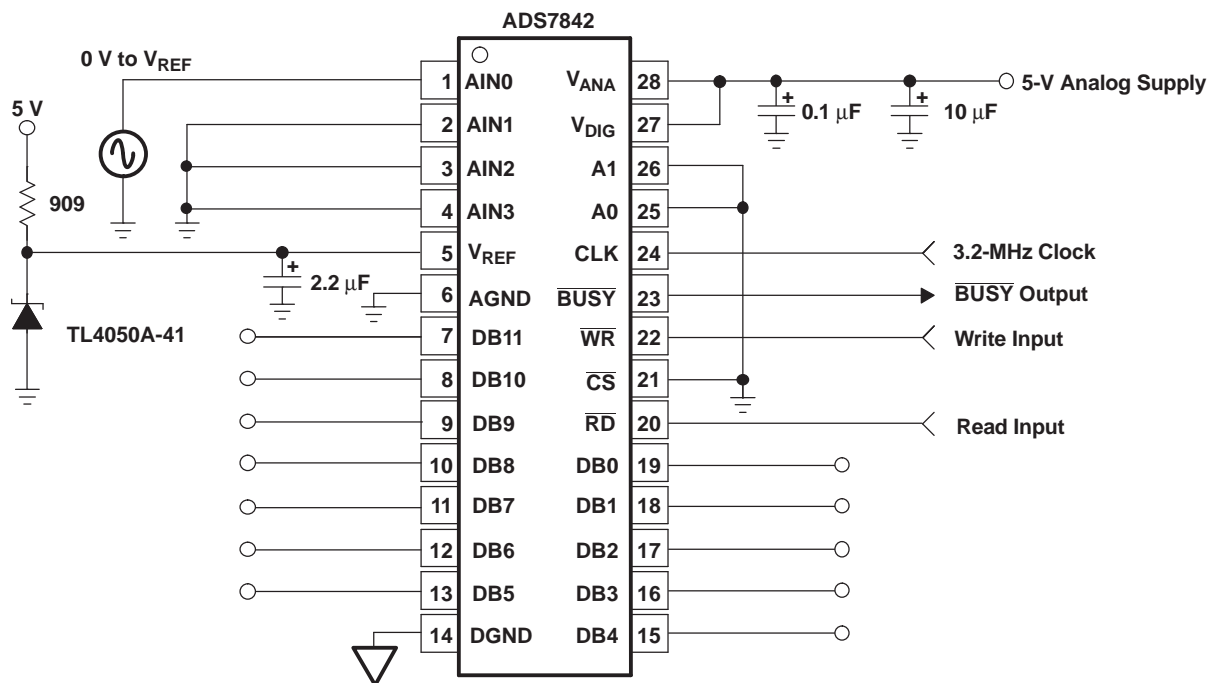 ADS7842
0 V to VREF
5 V
909
TL4050A-41
2.2 μF
+
1 AIN0
2 AIN1
3 AIN2
4 AIN3
5 VREF
6 AGND
7 DB11
8 DB10
9 DB9
10 DB8
11 DB7
12 DB6
13 DB5
14 DGND
VANA 28
VDIG 27
A1 26
A0 25
CLK 24
BUSY 23
WR 22
CS 21
RD 20
DB0 19
DB1 18
DB2 17
DB3 16
DB4 15
+
0.1 μF
+
10 μF
5-V Analog Supply
3.2-MHz Clock
BUSY Output
Write Input
Read Input